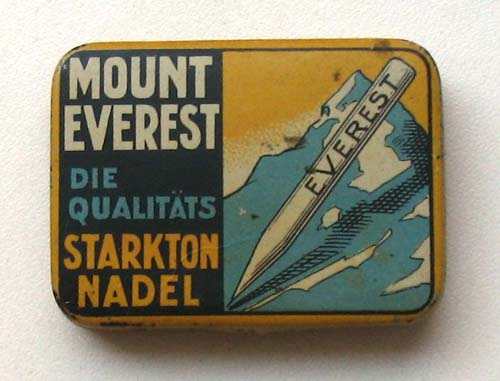 MOUNT
EVEREST
DIE
QUALITÄTS
STARKTON
NADEL
EVEREST